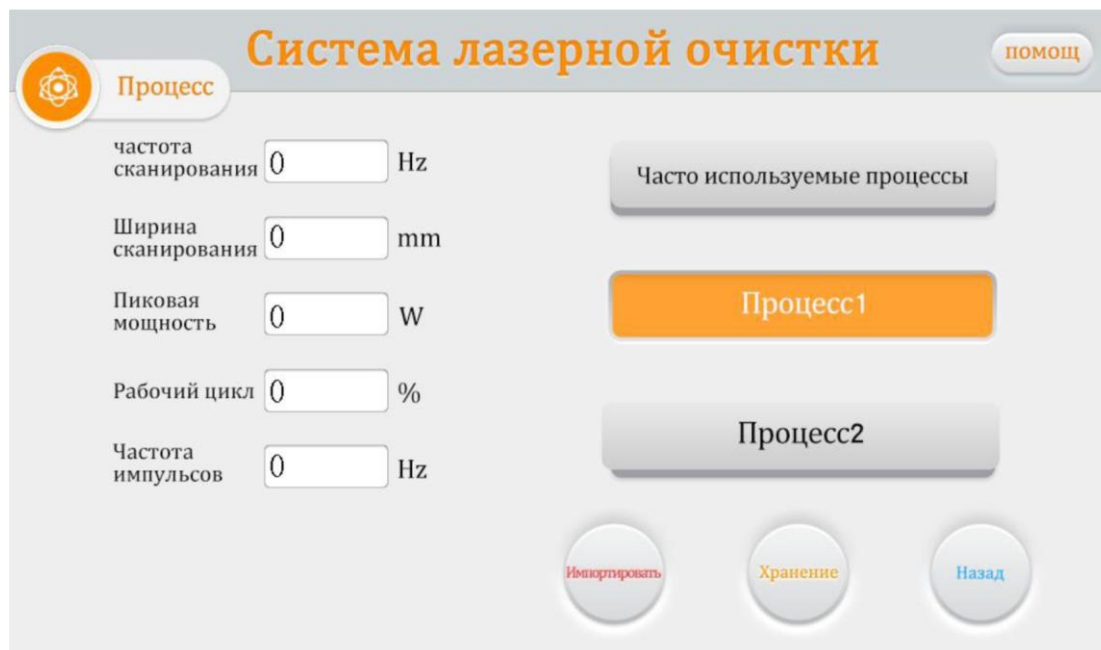 Система лазерной очистки
помощ
Процесс
частота
сканирования 0 Hz
Ширина
сканирования 0 mm
Пиковая
мощность 0 W
Рабочий цикл 0 %
Частота
импульсов 0 Hz
Часто используемые процессы
Процесс1
Процесс2
Импортировать
Хранение
Назад